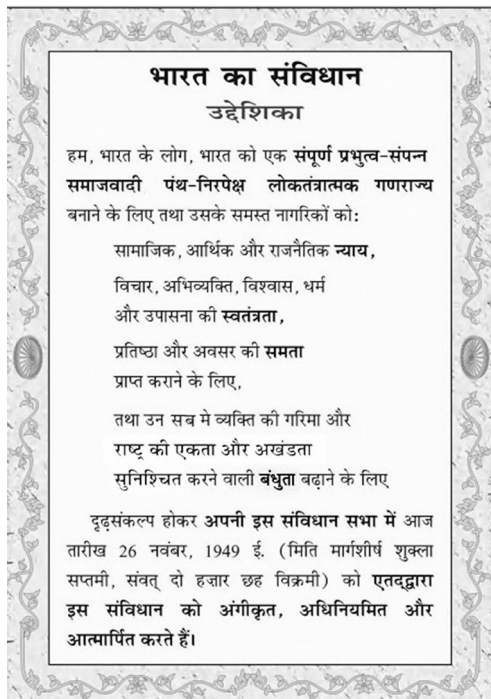 भारत का संविधान
उद्देशिका
हम, भारत के लोग, भारत को एक संपूर्ण प्रभुत्व-संपन्न
समाजवादी पंथ-निरपेक्ष लोकतंत्रात्मक गणराज्य
बनाने के लिए तथा उसके समस्त नागरिकों को:
सामाजिक, आर्थिक और राजनैतिक न्याय,
विचार, अभिव्यक्ति, विश्वास, धर्म
और उपासना की स्वतंत्रता,
प्रतिष्ठा और अवसर की समता
प्राप्त कराने के लिए,
तथा उन सब मे व्यक्ति की गरिमा और
राष्ट्र की एकता और अखंडता
सुनिश्चित करने वाली बंधुता बढ़ाने के लिए
दृढ़संकल्प होकर अपनी इस संविधान सभा में आज
तारीख 26 नवंबर, 1949 ई. (मिति मार्गशीर्ष शुक्ला
सप्तमी, संवत् दो हज़ार छह विक्रमी) को एतद्द्वारा
इस संविधान को अंगीकृत, अधिनियमित और
आत्मार्पित करते हैं।